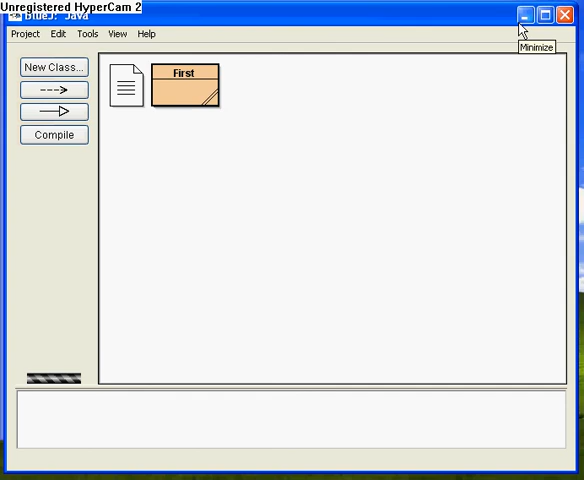 Unregistered HyperCam 2
BlueJ: Java
Project Edit Tools View Help
Minimize
New Class...
First
Compile